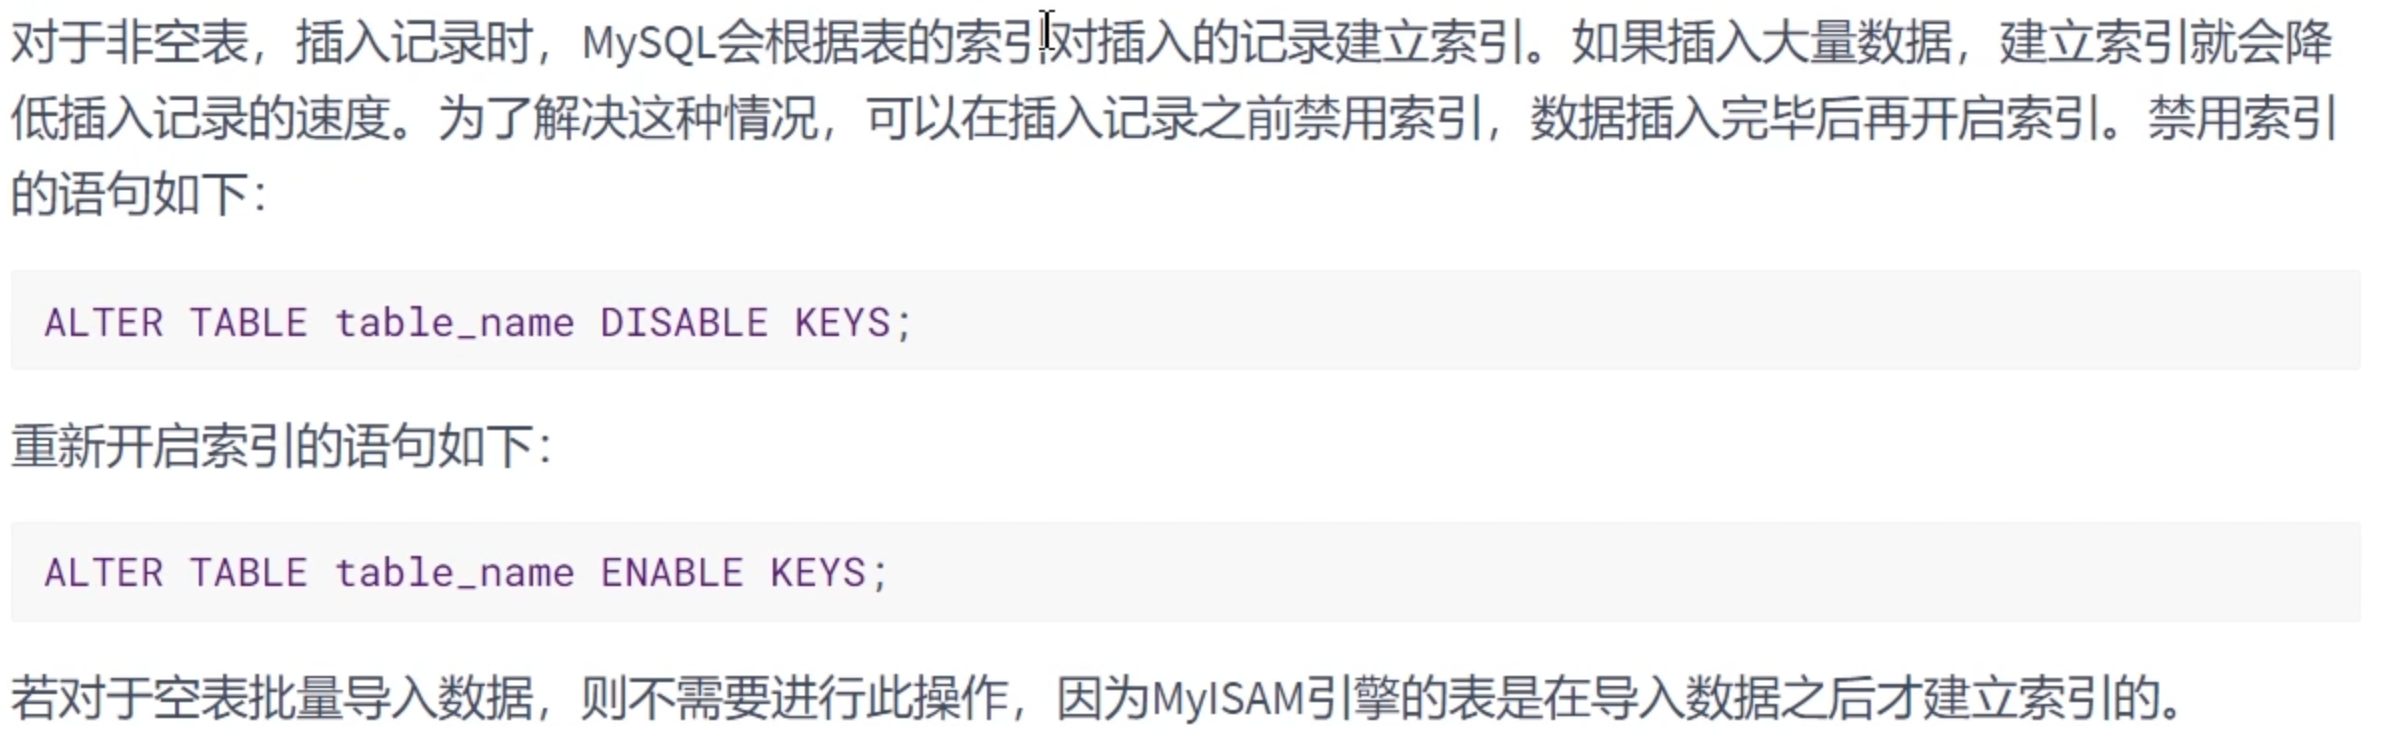 对于非空表，插入记录时，MySQL会根据表的索引对插入的记录建立索引。如果插入大量数据，建立索引就会降
低插入记录的速度。为了解决这种情况，可以在插入记录之前禁用索引，数据插入完毕后再开启索引。禁用索引
的语句如下：
ALTER TABLE table_name DISABLE KEYS;
重新开启索引的语句如下：
ALTER TABLE table_name ENABLE KEYS;
若对于空表批量导入数据，则不需要进行此操作，因为MyISAM引擎的表是在导入数据之后才建立索引的。